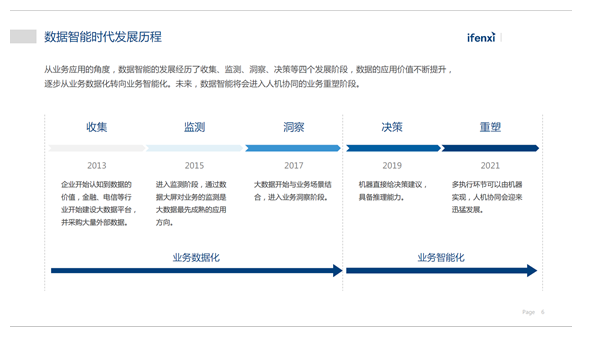 数据智能时代发展历程
ifenxi
从业务应用的角度，数据智能的发展经历了收集、监测、洞察、决策等四个发展阶段，数据的应用价值不断提升，
逐步从业务数据化转向业务智能化。未来，数据智能将会进入人机协同的业务重塑阶段。
收集
监测
洞察
决策
重塑
2013
2015
2017
2019
2021
企业开始认知到数据的
价值，金融、电信等行
业开始建设大数据平台，
并采购大量外部数据。
进入监测阶段，通过数
据大屏对业务的监测是
大数据最先成熟的应用
方向。
大数据开始与业务场景结
合，进入业务洞察阶段。
机器直接给决策建议，
具备推理能力。
多执行环节可以由机器
实现，人机协同会迎来
迅猛发展。
业务数据化
业务智能化
Page 6